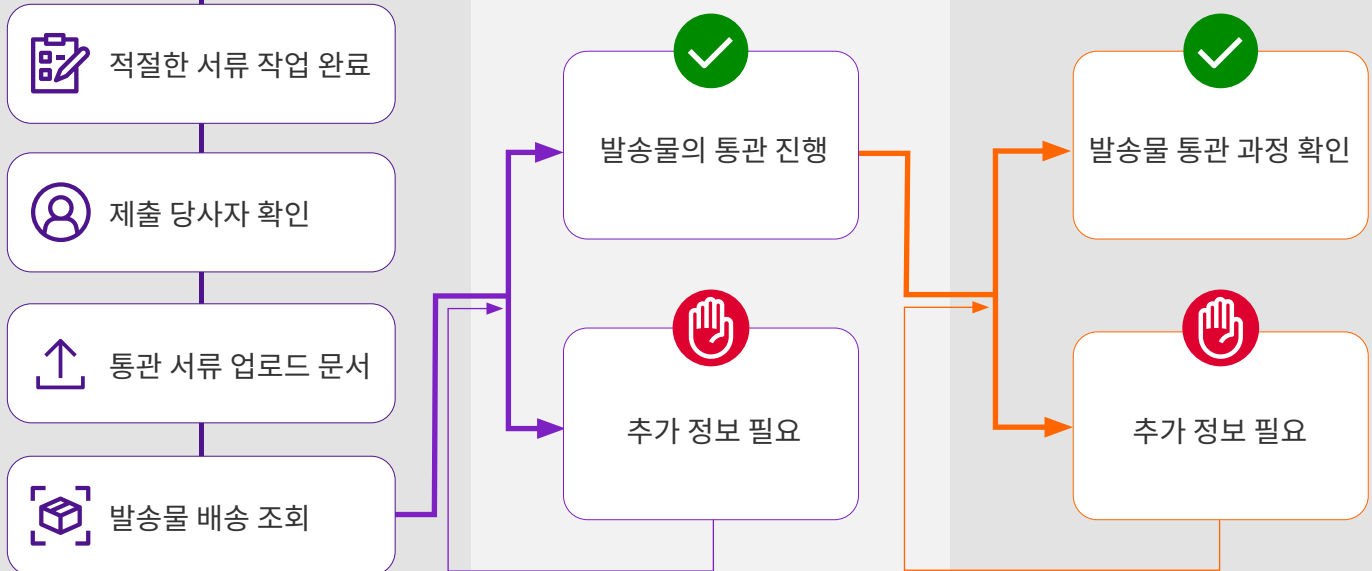 적절한 서류 작업 완료
제출 당사자 확인
통관 서류 업로드 문서
발송물 배송 조회
발송물의 통관 진행
추가 정보 필요
발송물 통관 과정 확인
추가 정보 필요